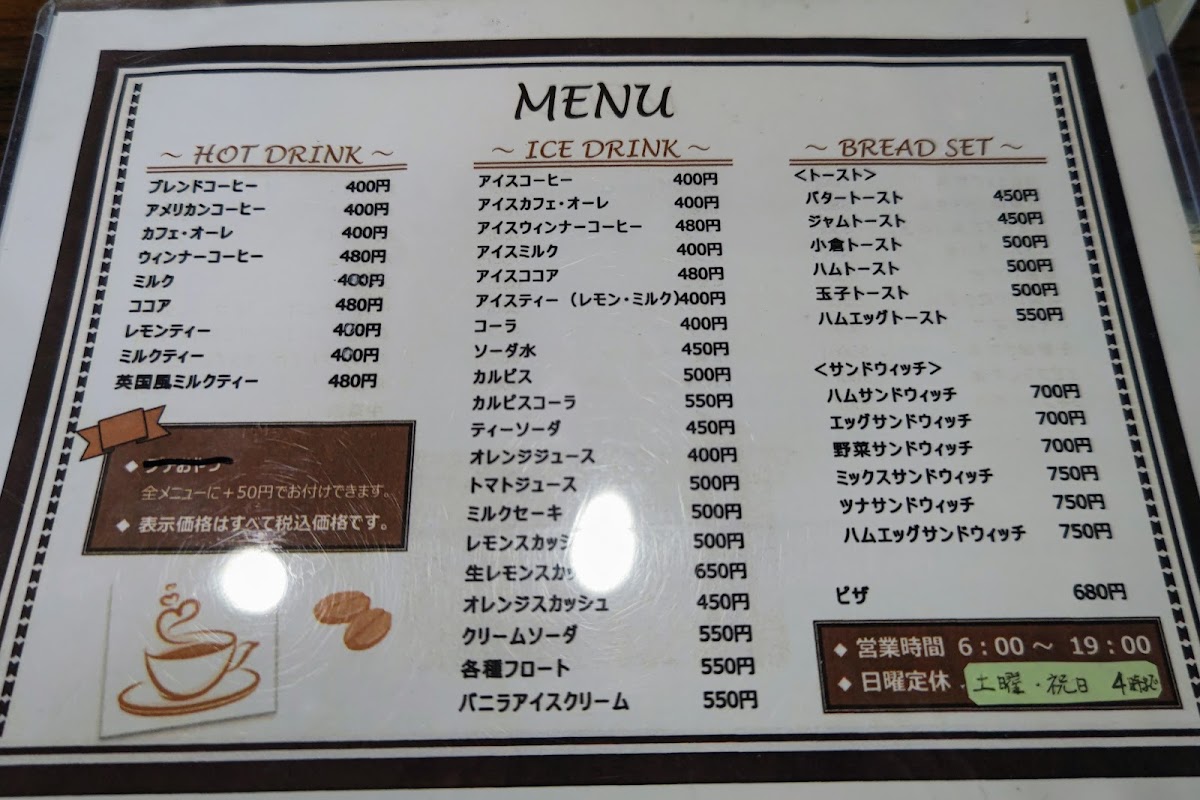 MENU
~ HOT DRINK ~
ブレンドコーヒー 400円
アメリカンコーヒー 400円
カフェ・オーレ 400円
ウィンナーコーヒー 480円
ミルク 400円
ココア 480円
レモンティー 400円
ミルクティー 400円
英国風ミルクティー 480円
◆
全メニューに+50円でお付けできます。
◆ 表示価格はすべて税込価格です。
~ ICE DRINK ~
アイスコーヒー 400円
アイスカフェ・オーレ 400円
アイスウィンナーコーヒー 480円
アイスミルク 400円
アイスココア 480円
アイスティー(レモン・ミルク)400円
コーラ 400円
ソーダ水 450円
カルピス 500円
カルピスコーラ 550円
ティーソーダ 450円
オレンジジュース 400円
トマトジュース 500円
ミルクセーキ 500円
レモンスカッシ 500円
生レモンスカッ 650円
オレンジスカッシュ 450円
クリームソーダ 550円
各種フロート 550円
バニラアイスクリーム 550円
~ BREAD SET ~
<トースト>
バタートースト 450円
ジャムトースト 450円
小倉トースト 500円
ハムトースト 500円
玉子トースト 500円
ハムエッグトースト 550円
<サンドウィッチ>
ハムサンドウィッチ 700円
エッグサンドウィッチ 700円
野菜サンドウィッチ 700円
ミックスサンドウィッチ 750円
ツナサンドウィッチ 750円
ハムエッグサンドウィッチ 750円
ピザ 680円
◆ 営業時間 6:00~ 19:00
◆ 日曜定休.土曜・祝日 4時まで